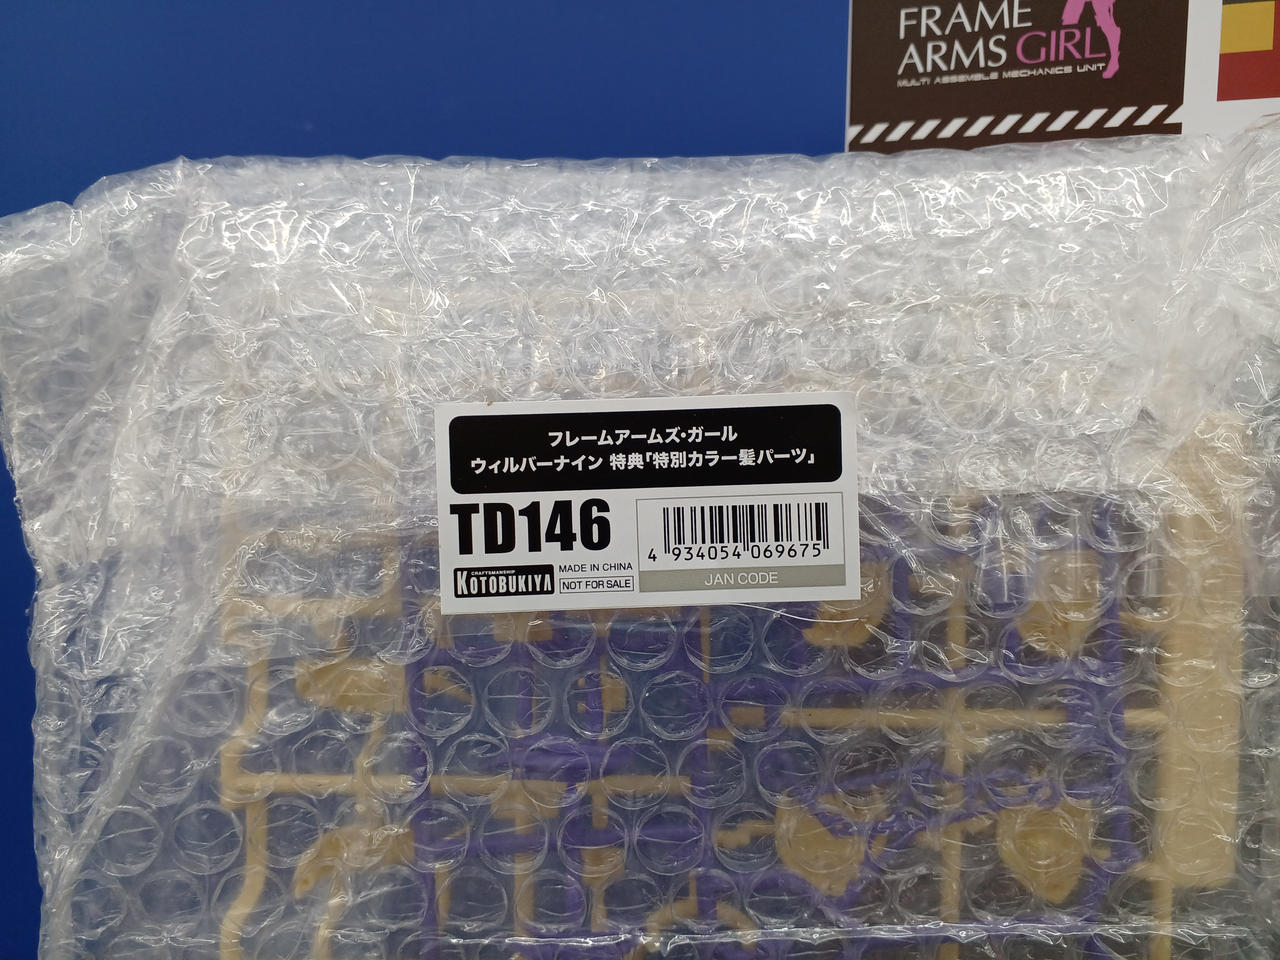 FRAME
ARMS GIRL
MULTI ASSEMBLE MECHANICS UNIT
フレームアームズ・ガール
ウィルバーナイン 特典「特別カラー髪パーツ」
TD146
4 934054 069675
CRAFTSMANSHIP
KOTOBUKIYA
MADE IN CHINA
NOT FOR SALE
JAN CODE